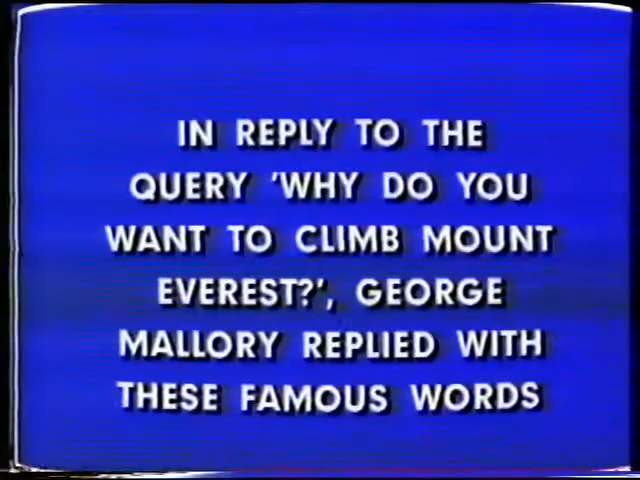 IN REPLY TO THE
QUERY 'WHY DO YOU
WANT TO CLIMB MOUNT
EVEREST?', GEORGE
MALLORY REPLIED WITH
THESE FAMOUS WORDS